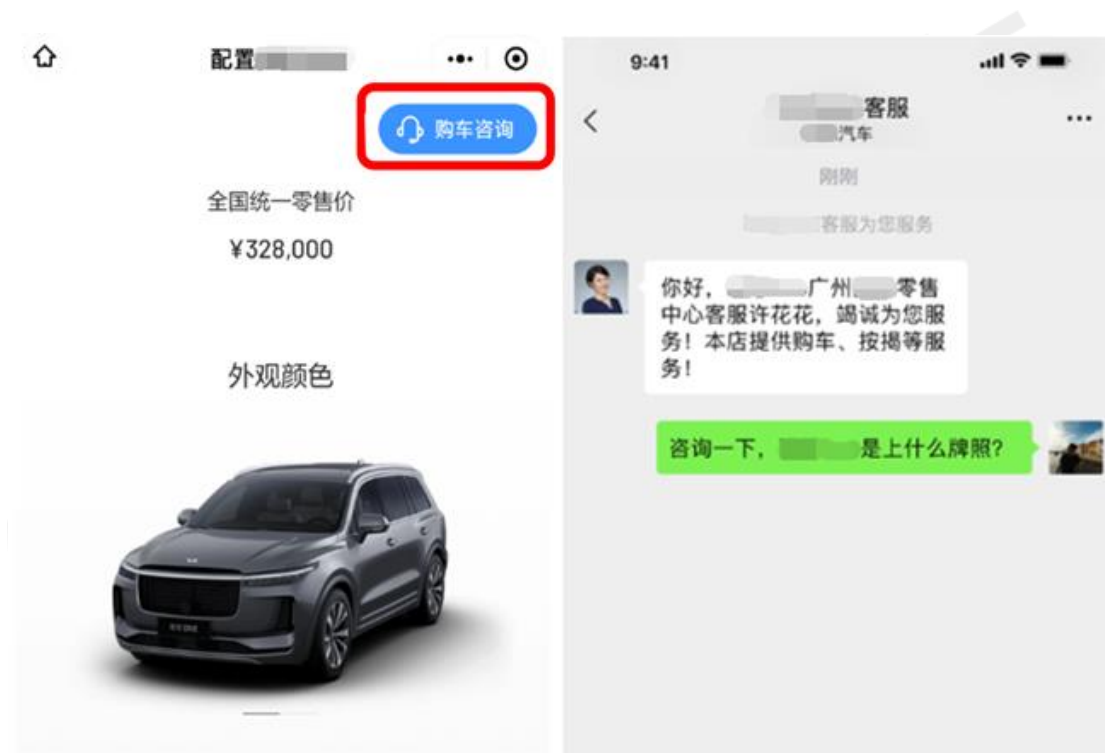 配置
购车咨询
全国统一零售价
¥328,000
外观颜色
9:41
客服
汽车
刚刚
客服为您服务
你好，广州零售
中心客服许花花，竭诚为您服
务！本店提供购车、按揭等服
务！
咨询一下，是上什么牌照？